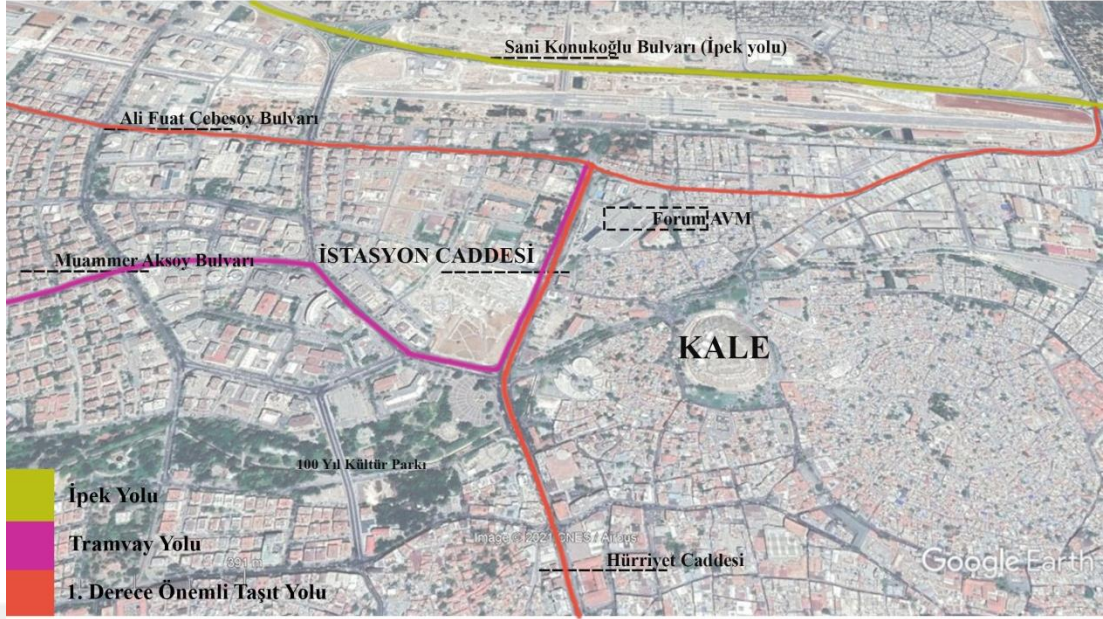 Sani Konukoğlu Bulvarı (İpek yolu)
Ali Fuat Cebesoy Bulvarı
Forum AVM
İSTASYON CADDESİ
Muammer Aksoy Bulvarı
KALE
100 Yıl Kültür Parkı
İpek Yolu
Tramvay Yolu
Image © 2021 CNES / Airbus
391 m
Hürriyet Caddesi
Google Earth
1. Derece Önemli Taşıt Yolu